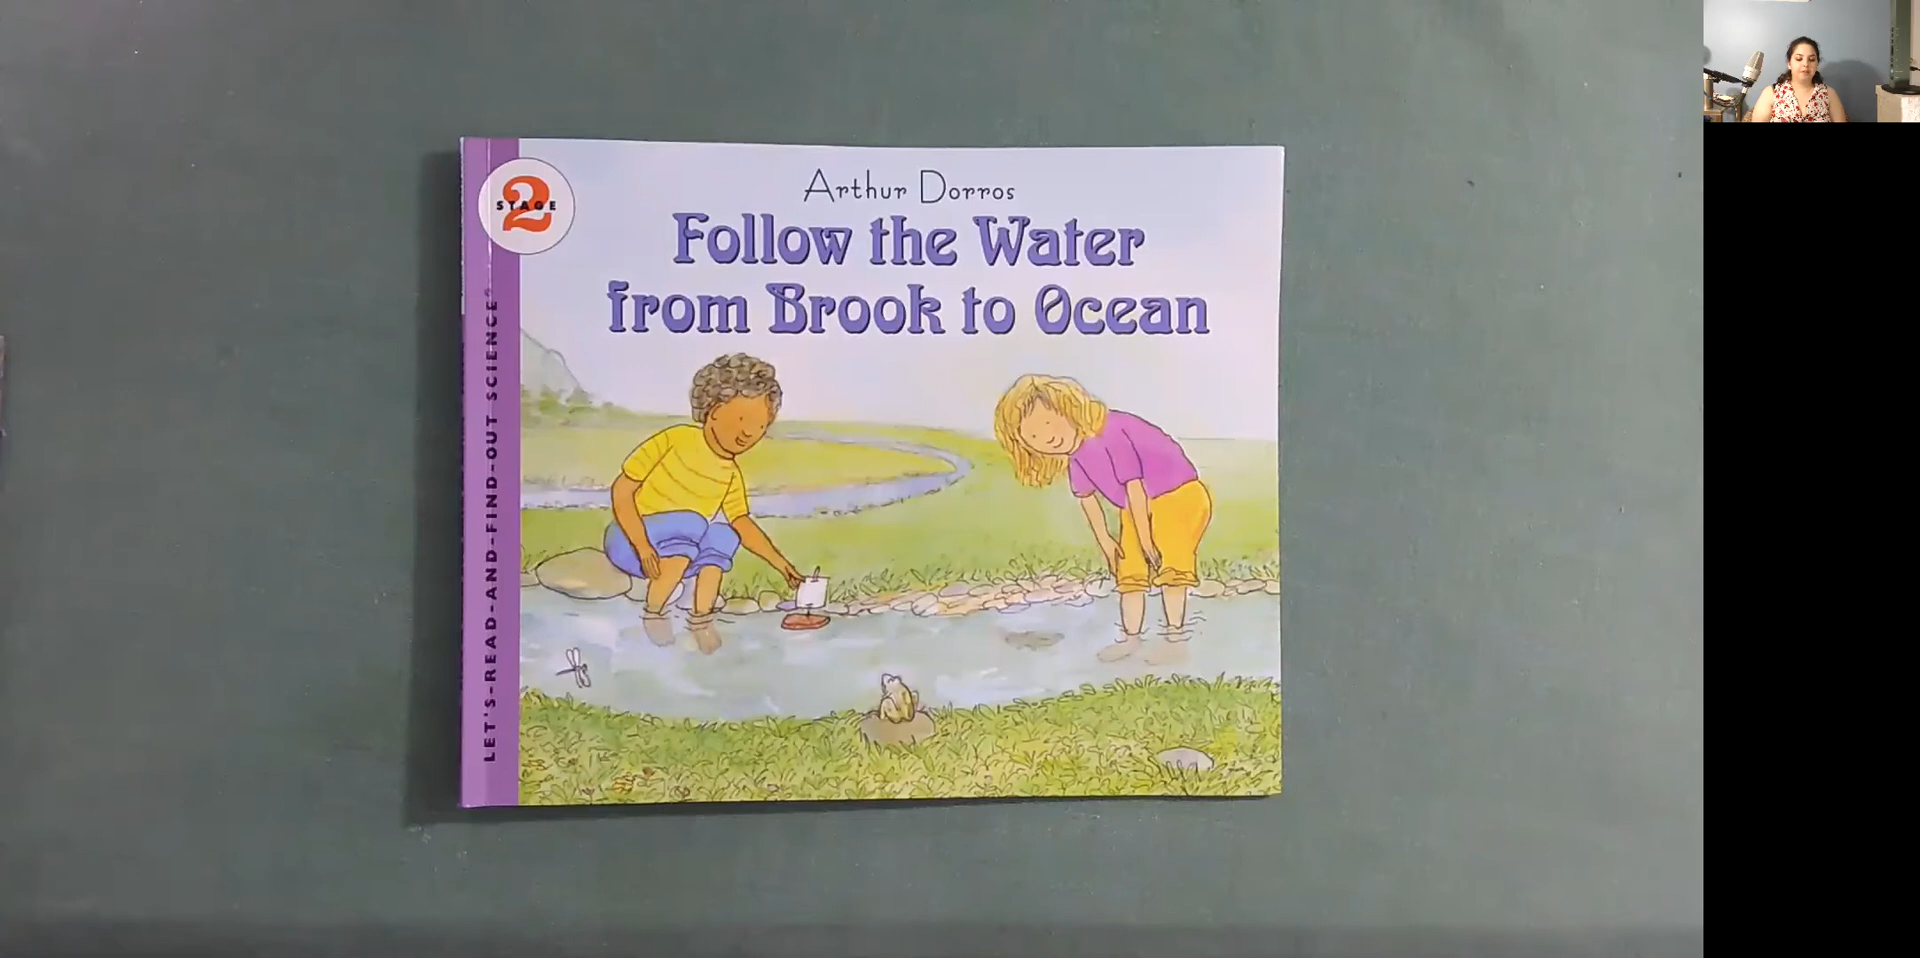 Arthur Dorros
Follow the Water
from Brook to Ocean
2
STAGE
LET'S-READ-AND-FIND-OUT SCIENCE®